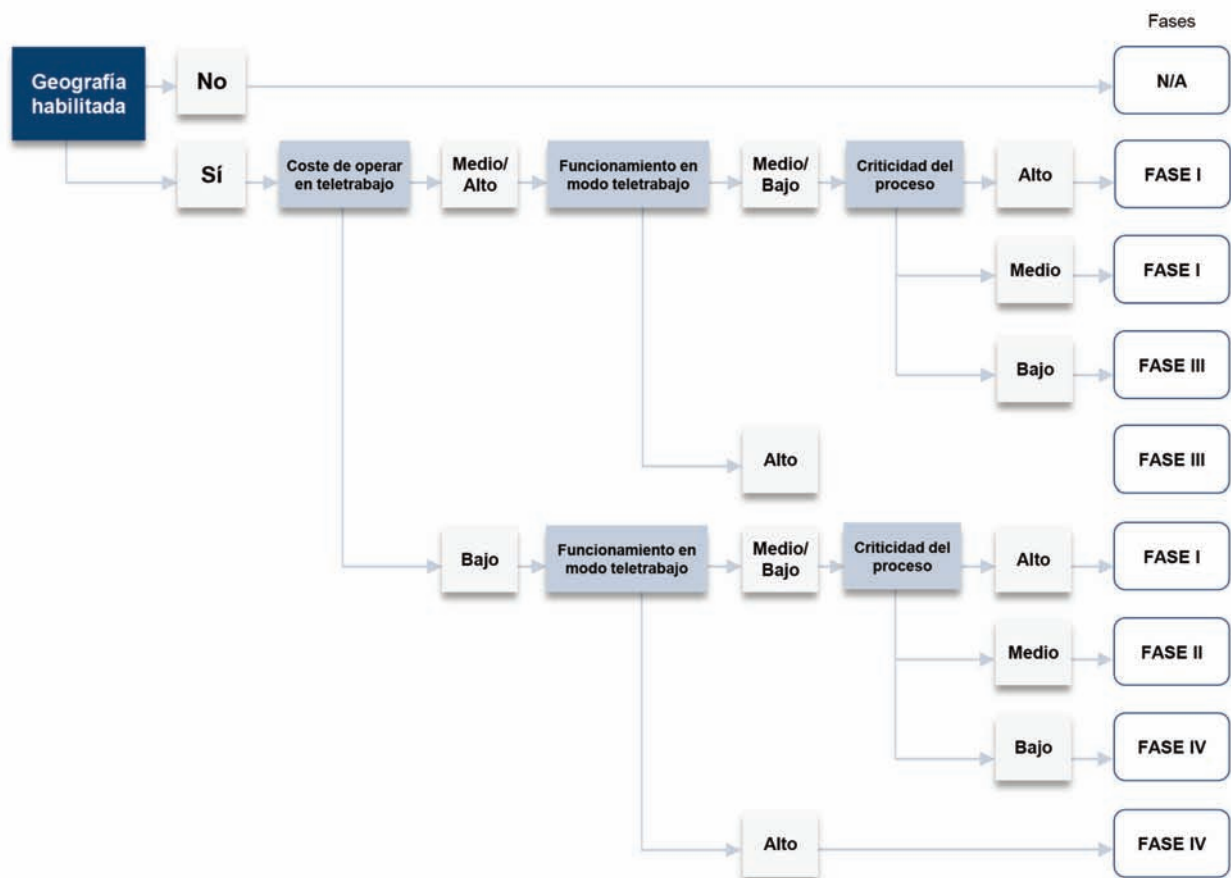 Fases
Geografía
habilitada
No
N/A
Sí
Coste de operar
en teletrabajo
Medio/
Alto
Funcionamiento en
modo teletrabajo
Medio/
Bajo
Criticidad del
proceso
Alto
FASE I
Medio
FASE I
Bajo
FASE III
Alto
FASE III
Bajo
Funcionamiento en
modo teletrabajo
Medio/
Bajo
Criticidad del
proceso
Alto
FASE I
Medio
FASE II
Bajo
FASE IV
Alto
FASE IV